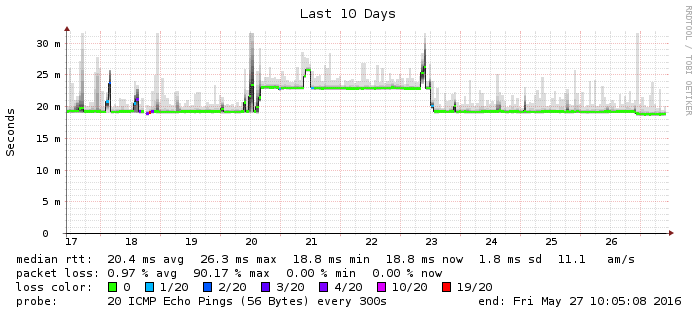 Last 10 Days
RRDTOOL / TOBI OETIKER
Seconds
30 m
25 m
20 m
15 m
10 m
5 m
0
17 18 19 20 21 22 23 24 25 26
median rtt: 20.4 ms avg 26.3 ms max 18.8 ms min 18.8 ms now 1.8 ms sd 11.1 am/s
packet loss: 0.97 % avg 90.17 % max 0.00 % min 0.00 % now
loss color: 0 1/20 2/20 3/20 4/20 10/20 19/20
probe: 20 ICMP Echo Pings (56 Bytes) every 300s end: Fri May 27 10:05:08 2016